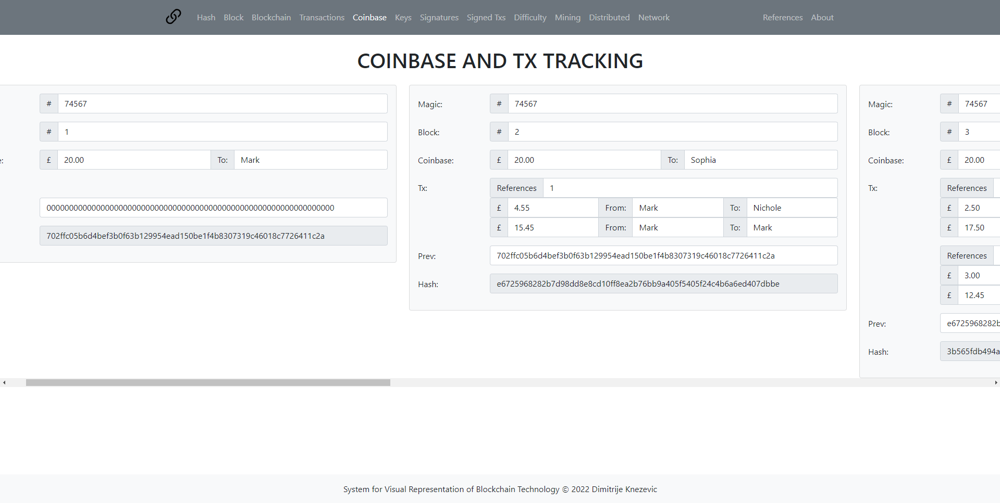 Hash Block Blockchain Transactions Coinbase Keys Signatures Signed Txs Difficulty Mining Distributed Network References About
COINBASE AND TX TRACKING
# 74567
# 1
e: £ 20.00 To: Mark
0000000000000000000000000000000000000000000000000000000000000000
702ffc05b6d4bef3b0f63b129954ead150be1f4b8307319c46018c7726411c2a
Magic: # 74567
Block: # 2
Coinbase: £ 20.00 To: Sophia
Tx: References 1
£ 4.55 From: Mark To: Nichole
£ 15.45 From: Mark To: Mark
Prev: 702ffc05b6d4bef3b0f63b129954ead150be1f4b8307319c46018c7726411c2a
Hash: e6725968282b7d98dd8e8cd10ff8ea2b76bb9a405f5405f24c4b6a6ed407dbbe
Magic: # 74567
Block: # 3
Coinbase: £ 20.00
Tx: References
£ 2.50
£ 17.50
References
£ 3.00
£ 12.45
Prev: e6725968282b
Hash: 3b565fdb494a
System for Visual Representation of Blockchain Technology © 2022 Dimitrije Knezevic